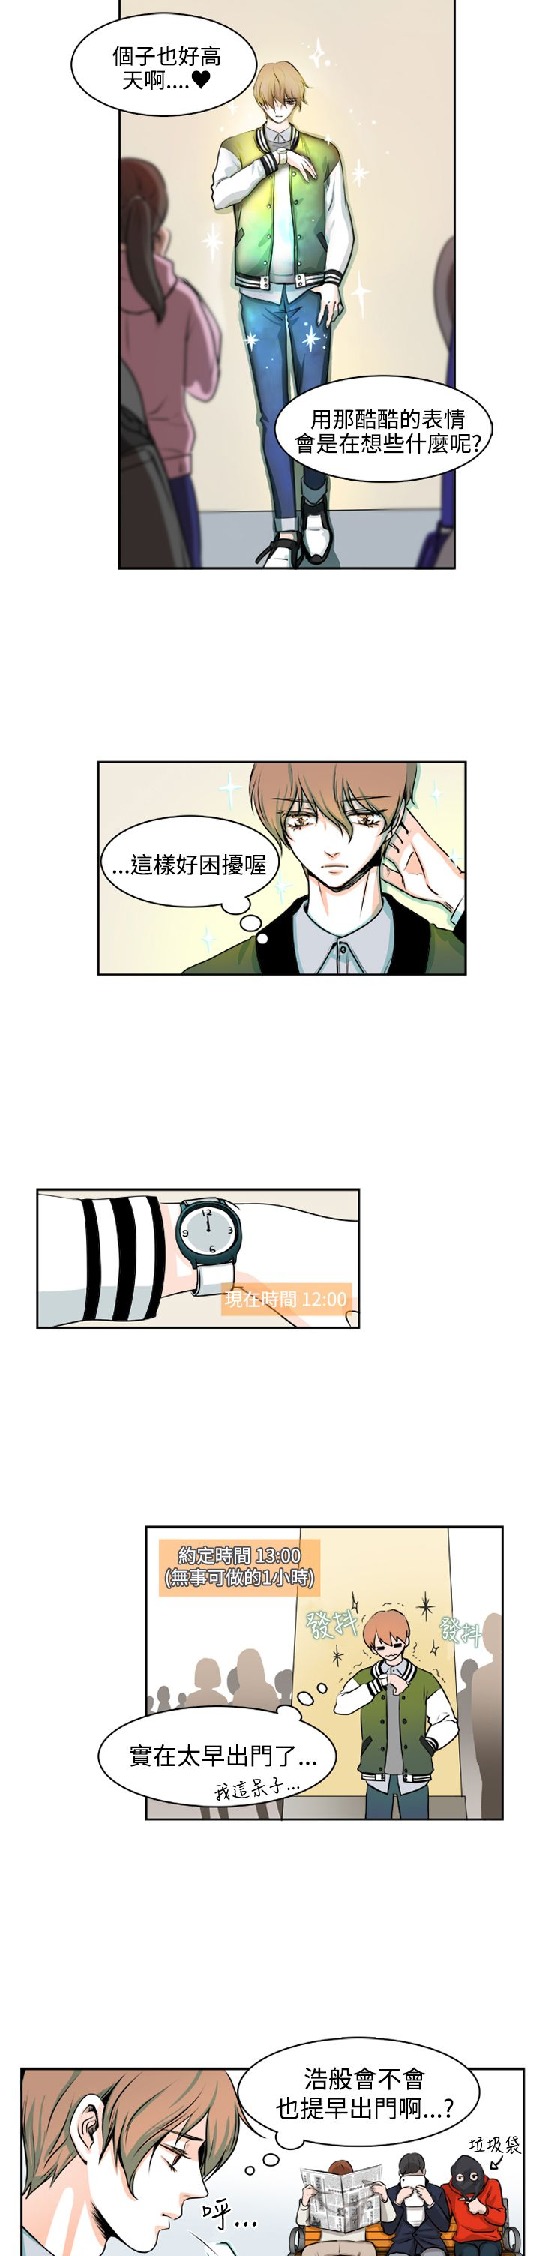 個子也好高
天啊....♥
用那酷酷的表情
會是在想些什麼呢?
...這樣好困擾喔
12
9 3
6
現在時間 12:00
約定時間 13:00
(無事可做的1小時)
發抖
發抖
實在太早出門了...
我這呆子...
浩般會不會
也提早出門啊...?
垃圾袋
呼...